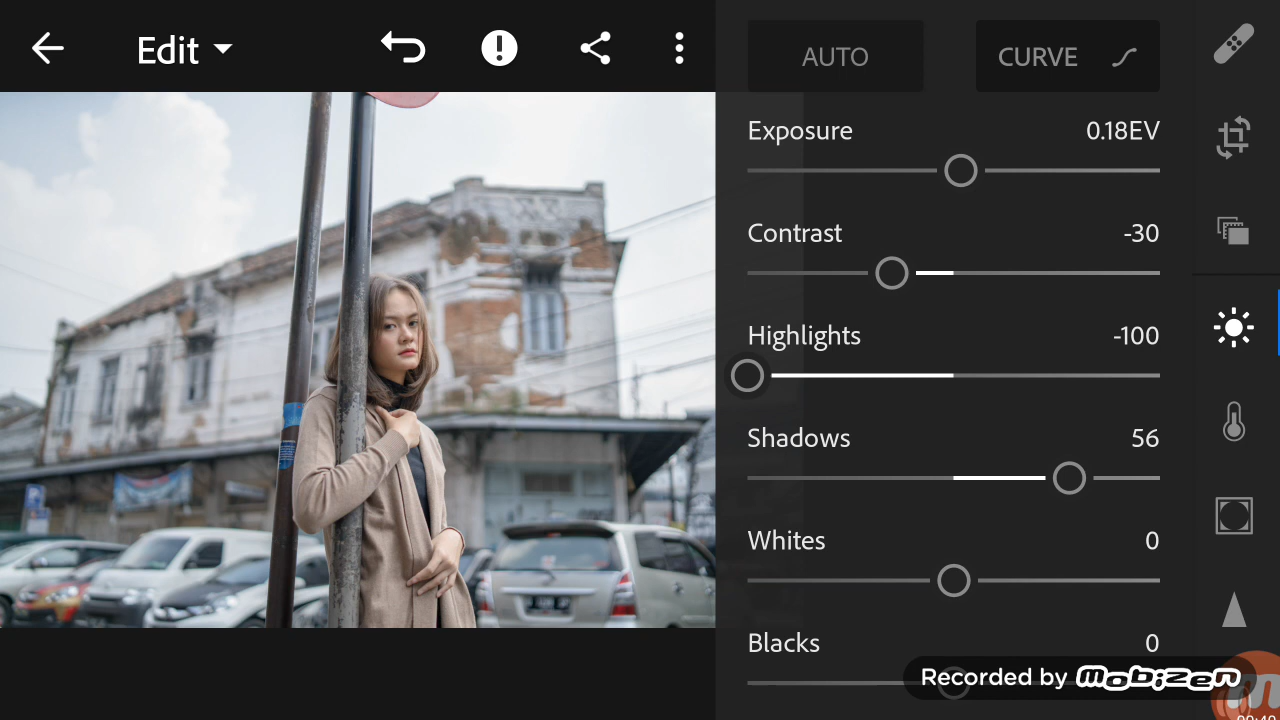 Edit
AUTO
CURVE
Exposure 0.18EV
Contrast -30
Highlights -100
Shadows 56
Whites 0
Blacks 0
Recorded by mobizen